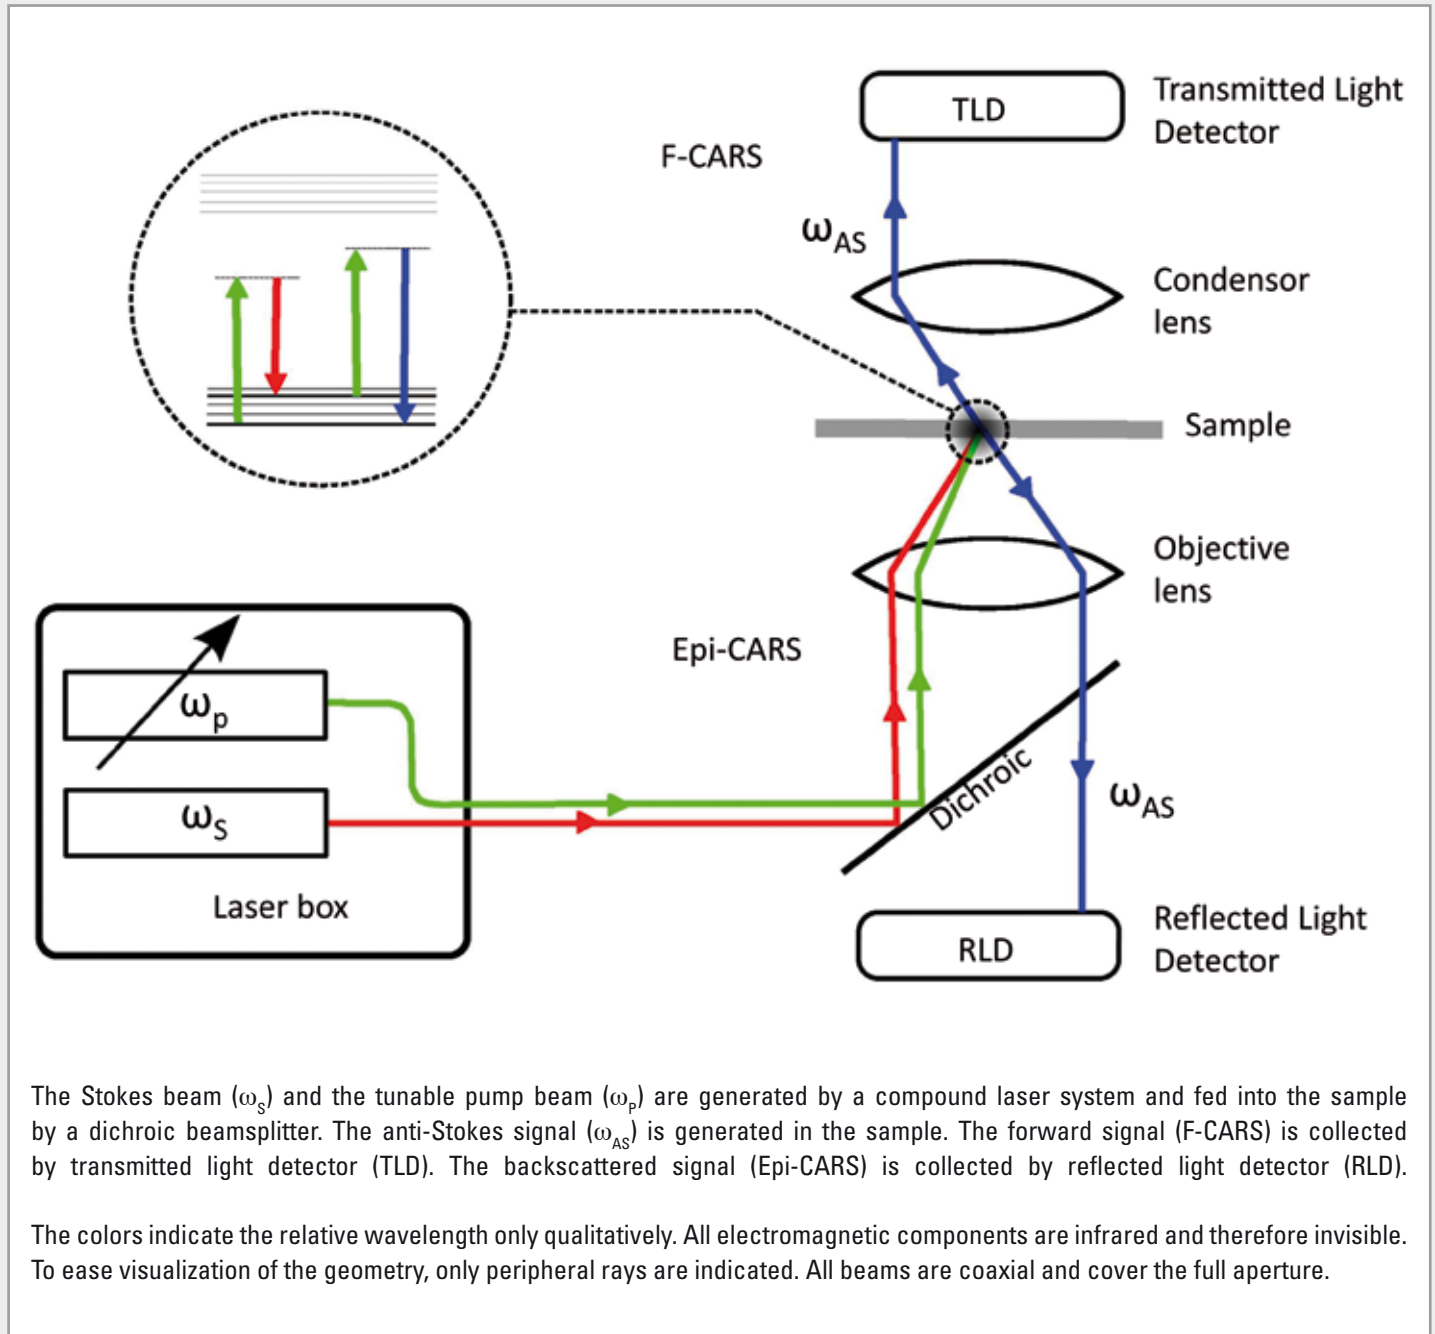 TLD
Transmitted Light
Detector
F-CARS
ωAS
Condensor
lens
Sample
Objective
lens
Epi-CARS
ωp
ωS
Laser box
Dichroic
ωAS
RLD
Reflected Light
Detector
The Stokes beam (ωS) and the tunable pump beam (ωP) are generated by a compound laser system and fed into the sample
by a dichroic beamsplitter. The anti-Stokes signal (ωAS) is generated in the sample. The forward signal (F-CARS) is collected
by transmitted light detector (TLD). The backscattered signal (Epi-CARS) is collected by reflected light detector (RLD).
The colors indicate the relative wavelength only qualitatively. All electromagnetic components are infrared and therefore invisible.
To ease visualization of the geometry, only peripheral rays are indicated. All beams are coaxial and cover the full aperture.